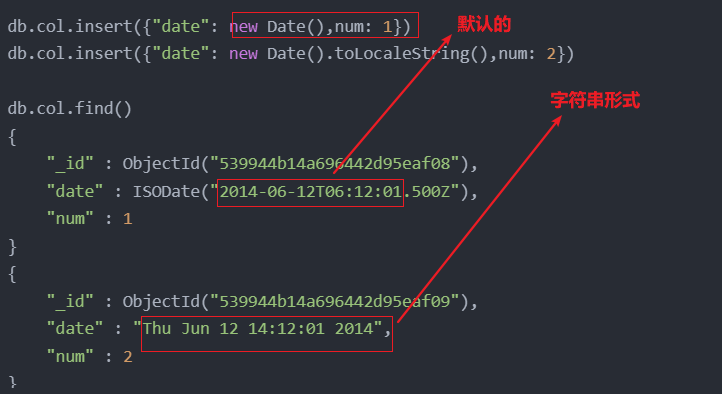 db.col.insert({"date": new Date(),num: 1})
默认的
db.col.insert({"date": new Date().toLocaleString(),num: 2})
db.col.find()
字符串形式
{
"_id" : ObjectId("539944b14a696442d95eaf08"),
"date" : ISODate("2014-06-12T06:12:01.500Z"),
"num" : 1
}
{
"_id" : ObjectId("539944b14a696442d95eaf09"),
"date" : "Thu Jun 12 14:12:01 2014",
"num" : 2
}